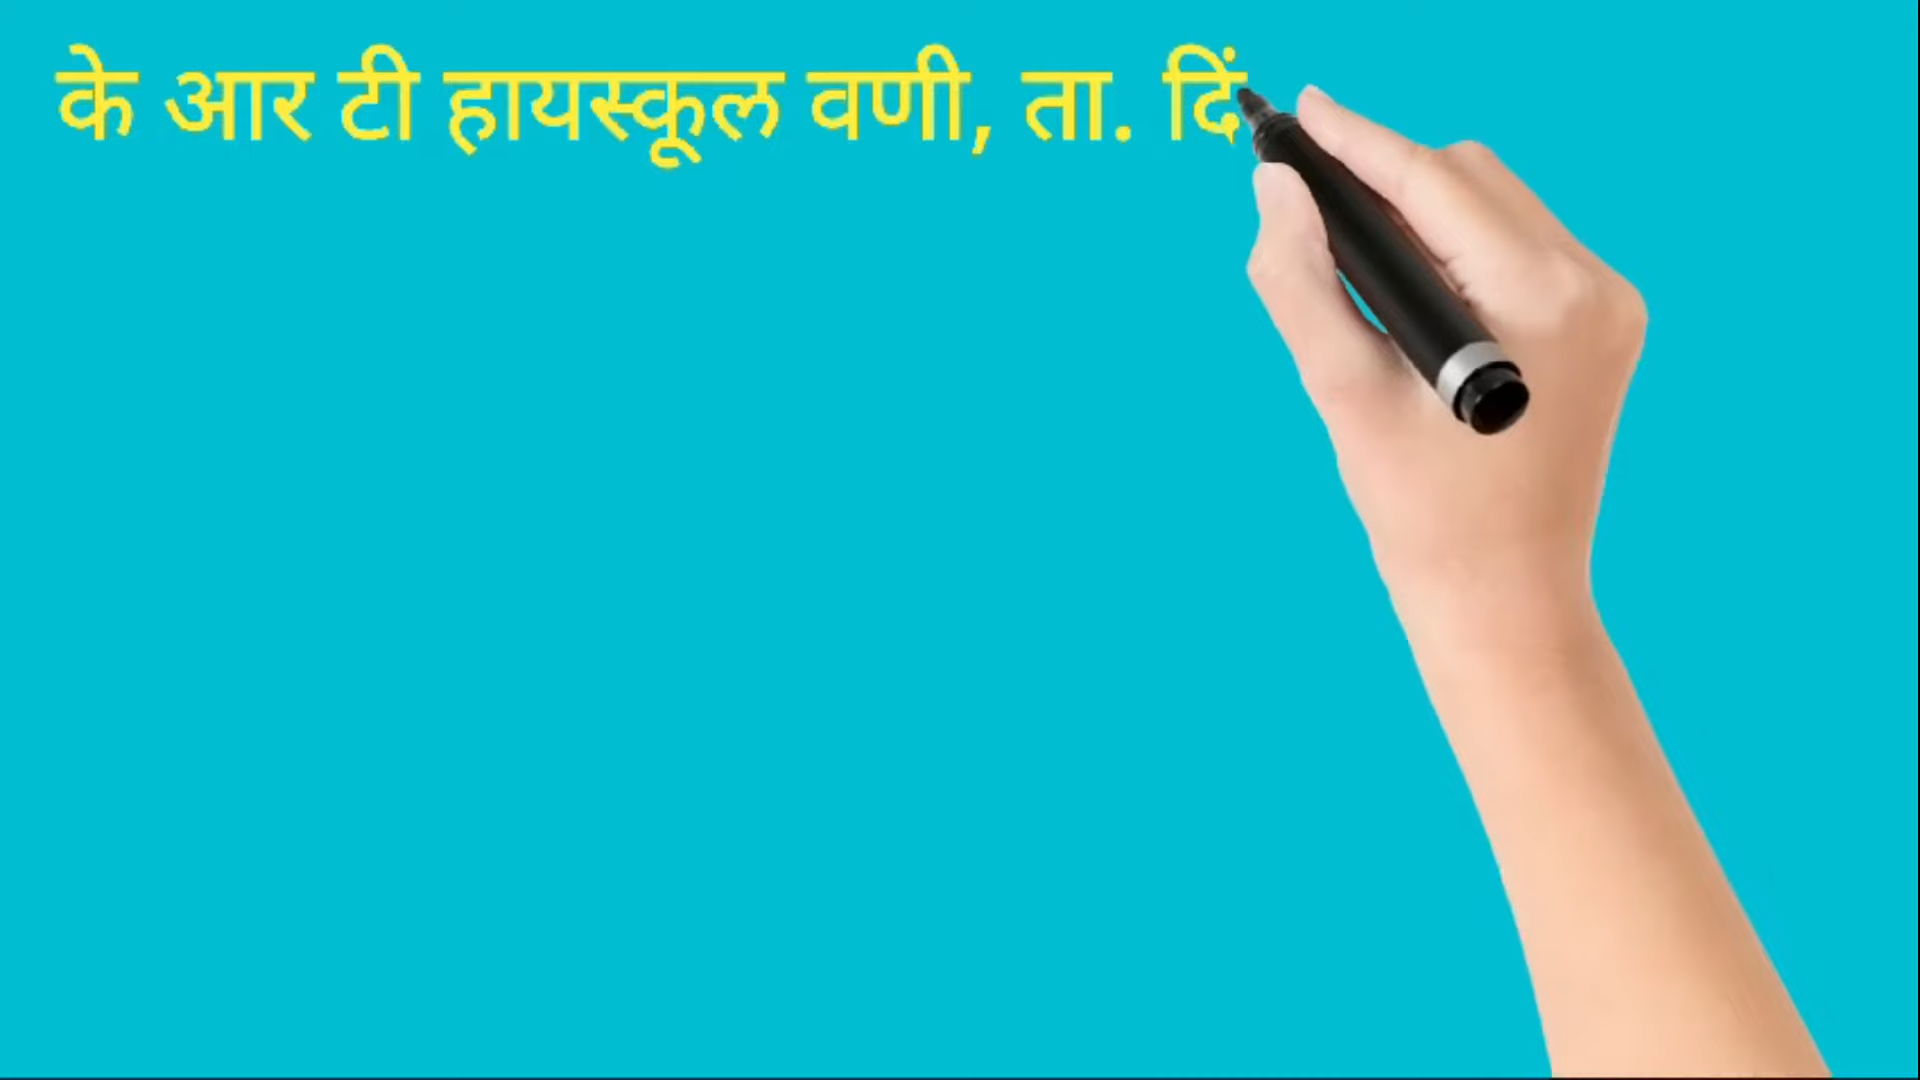 के आर टी हायस्कूल वणी, ता. दिं